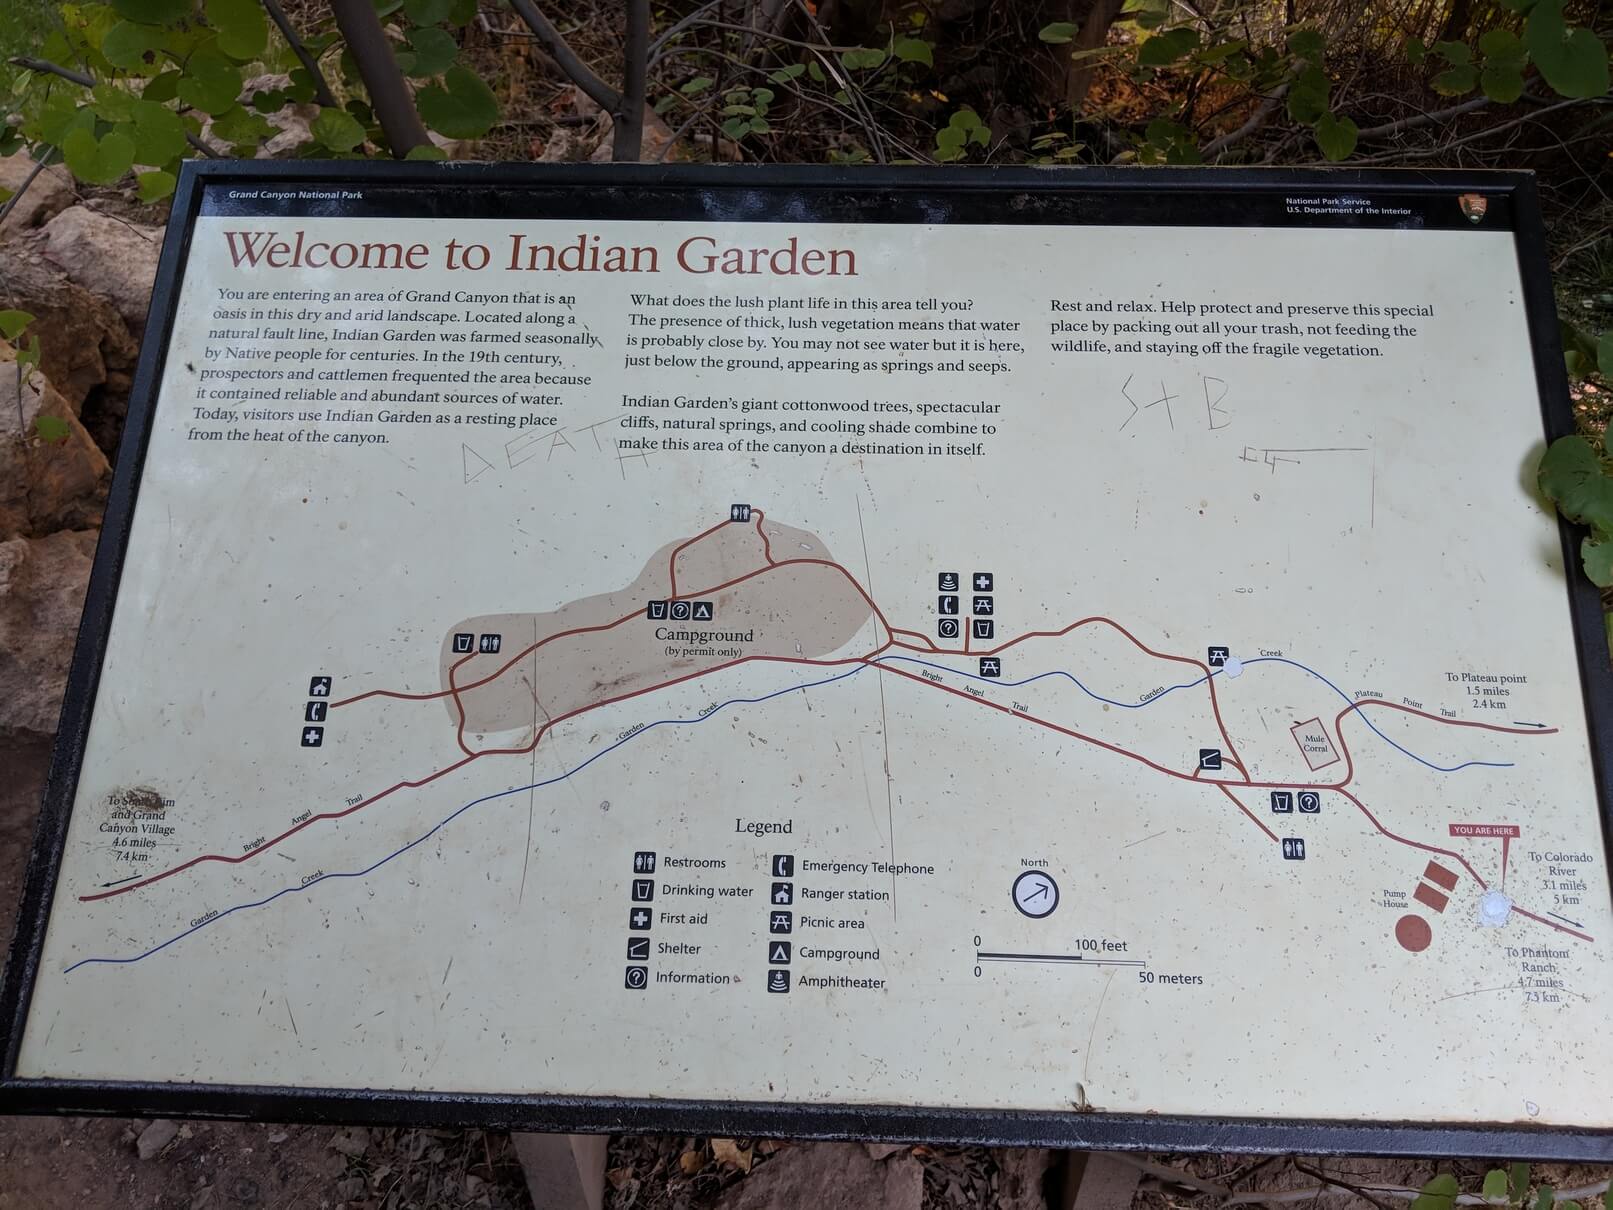 Grand Canyon National Park
National Park Service
U.S. Department of the Interior
Welcome to Indian Garden
You are entering an area of Grand Canyon that is an
oasis in this dry and arid landscape. Located along a
natural fault line, Indian Garden was farmed seasonally
by Native people for centuries. In the 19th century,
prospectors and cattlemen frequented the area because
it contained reliable and abundant sources of water.
Today, visitors use Indian Garden as a resting place
from the heat of the canyon.
What does the lush plant life in this area tell you?
The presence of thick, lush vegetation means that water
is probably close by. You may not see water but it is here,
just below the ground, appearing as springs and seeps.
Indian Garden's giant cottonwood trees, spectacular
cliffs, natural springs, and cooling shade combine to
make this area of the canyon a destination in itself.
Rest and relax. Help protect and preserve this special
place by packing out all your trash, not feeding the
wildlife, and staying off the fragile vegetation.
DEATH
S + B
Campground
(by permit only)
Garden Creek
Bright Angel Trail
Garden Creek
Plateau Point Trail
To Plateau point
1.5 miles
2.4 km
Mule
Corral
Garden Creek
To South Rim
and Grand
Canyon Village
4.6 miles
7.4 km
Bright Angel Trail
Garden Creek
YOU ARE HERE
Pump
House
To Colorado
River
3.1 miles
5 km
To Phantom
Ranch
4.7 miles
7.5 km
Legend
Restrooms
Drinking water
First aid
Shelter
Information
Emergency Telephone
Ranger station
Picnic area
Campground
Amphitheater
North
0 100 feet
0 50 meters